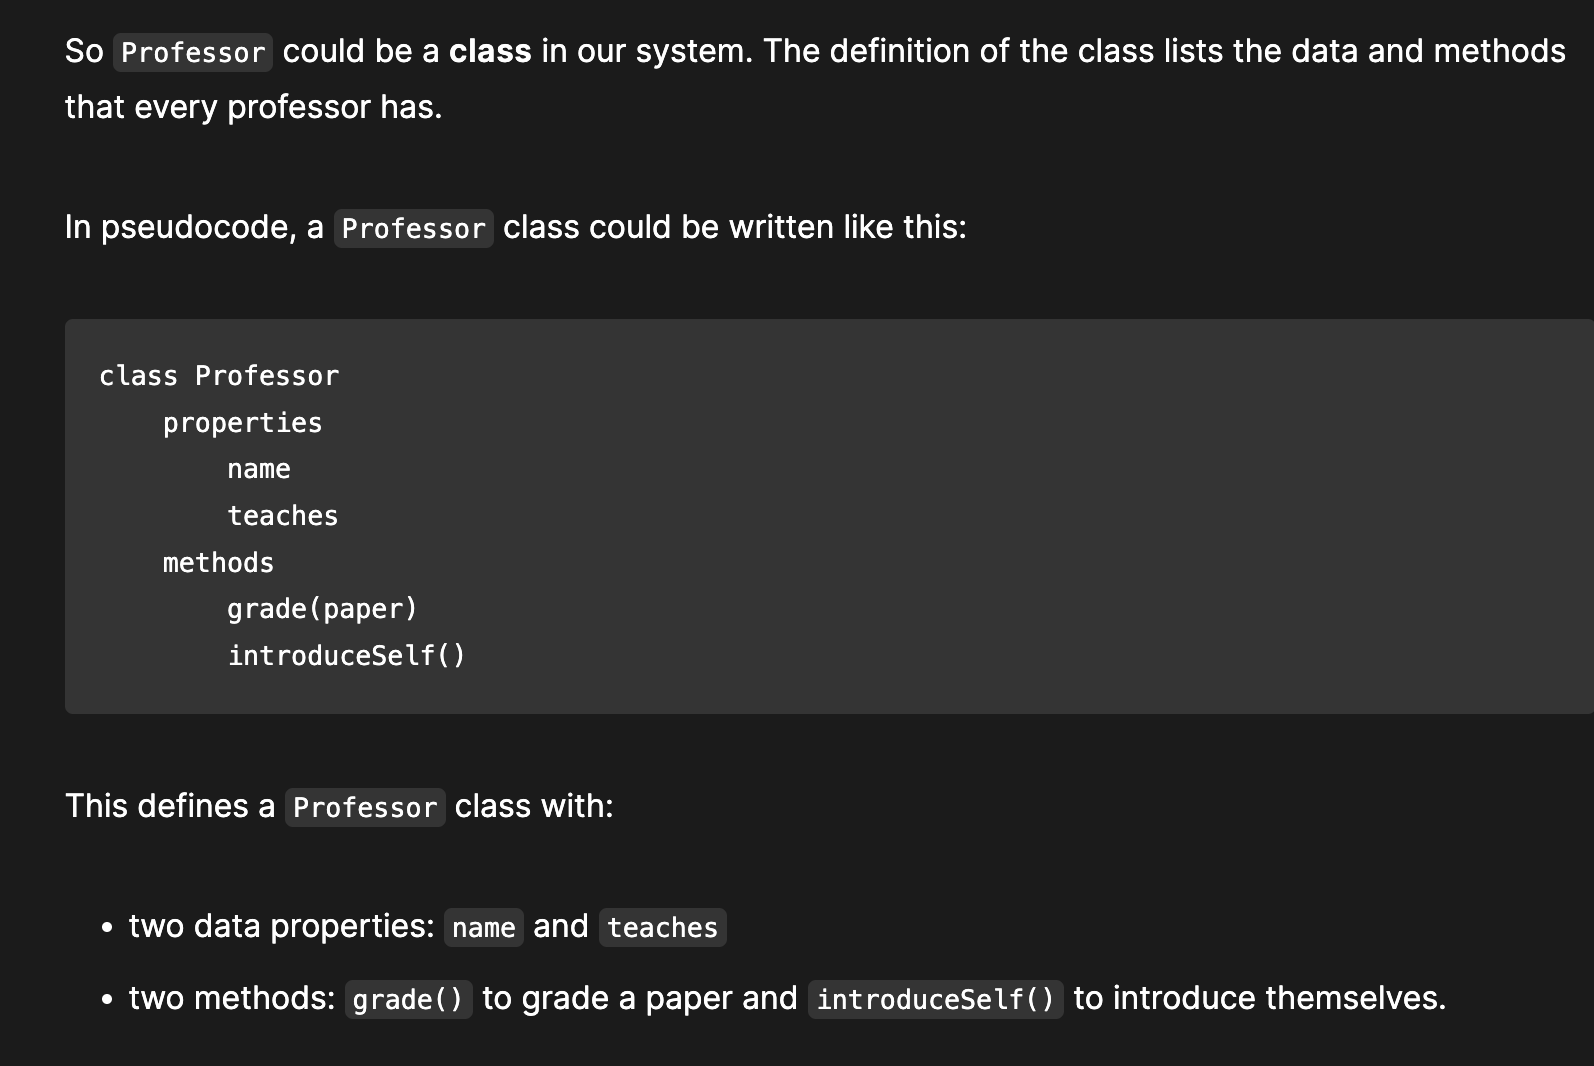 So Professor could be a class in our system. The definition of the class lists the data and methods
that every professor has.
In pseudocode, a Professor class could be written like this:
class Professor
    properties
        name
        teaches
    methods
        grade(paper)
        introduceSelf()
This defines a Professor class with:
• two data properties: name and teaches
• two methods: grade() to grade a paper and introduceSelf() to introduce themselves.